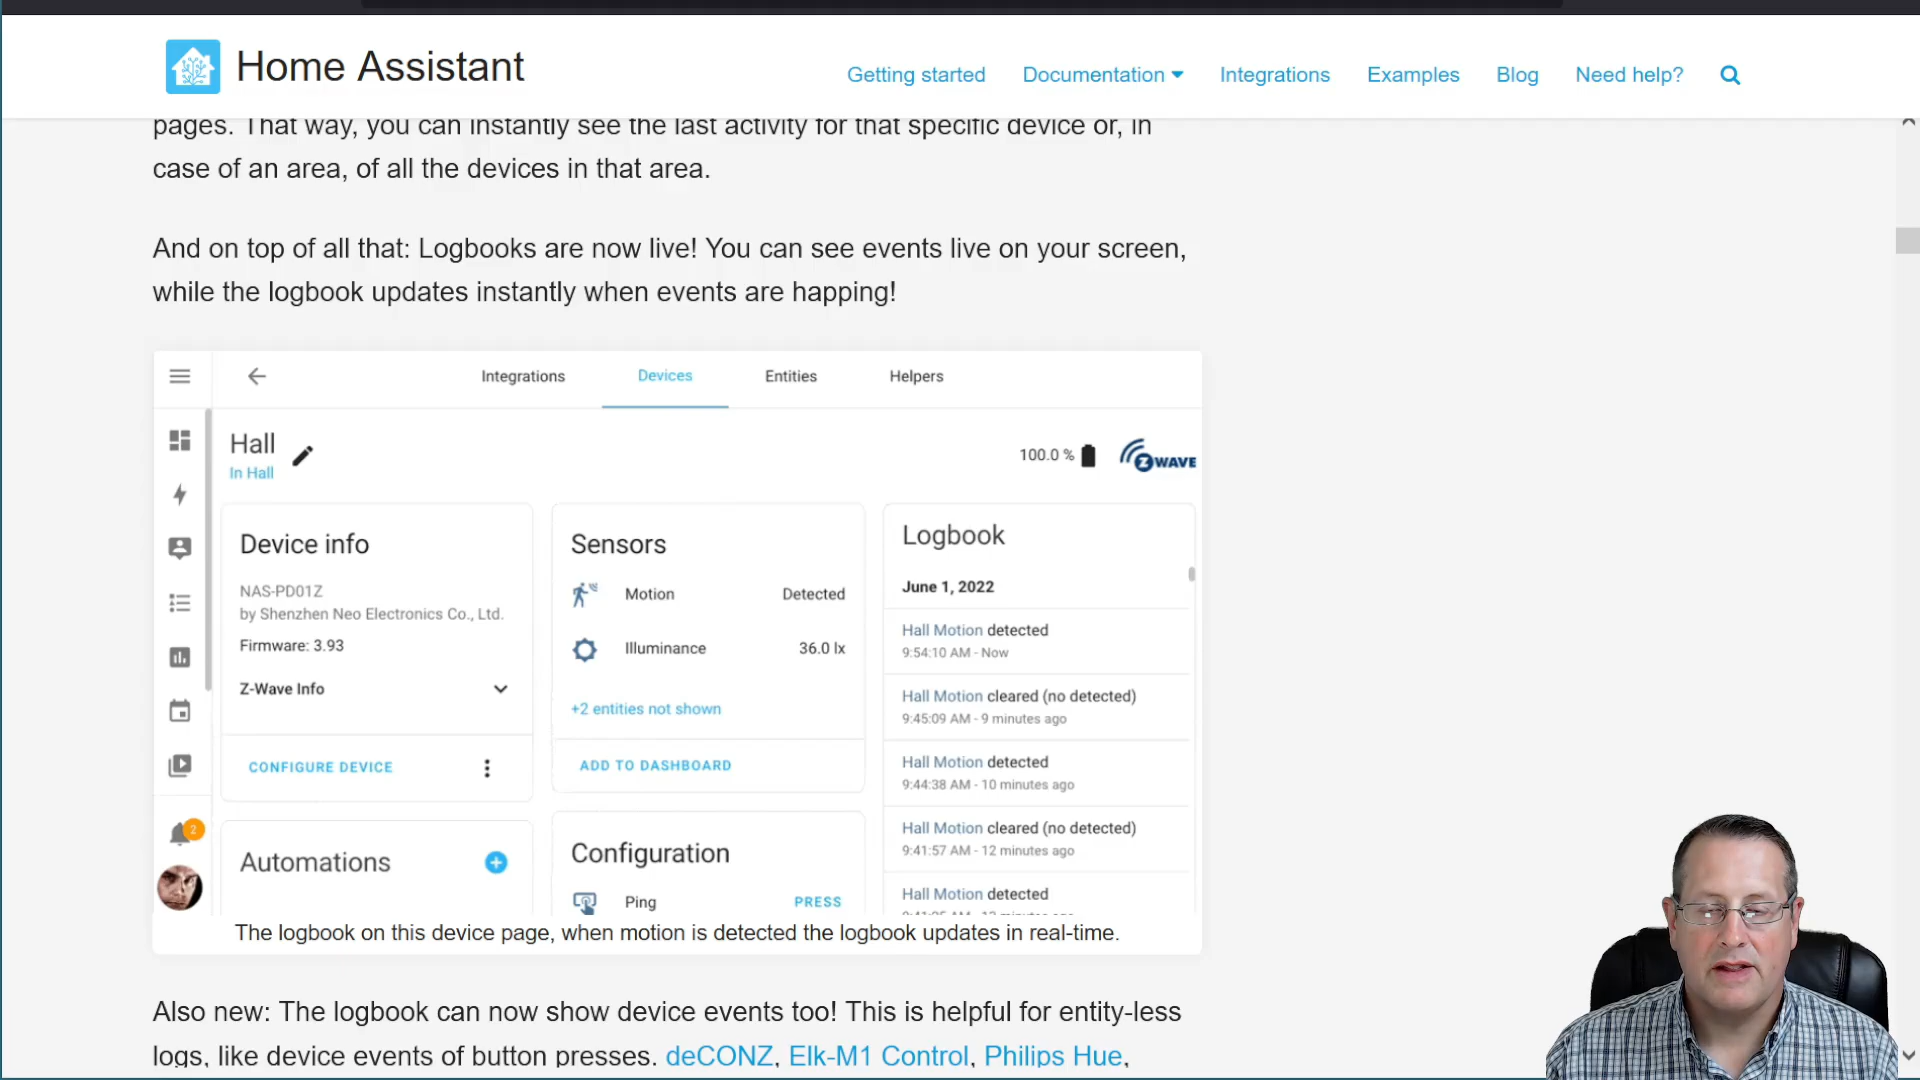 Home Assistant
Getting started
Documentation
Integrations
Examples
Blog
Need help?
pages. That way, you can instantly see the last activity for that specific device or, in
case of an area, of all the devices in that area.
And on top of all that: Logbooks are now live! You can see events live on your screen,
while the logbook updates instantly when events are happing!
Integrations
Devices
Entities
Helpers
Hall
In Hall
100.0 %
Z WAVE
Device info
NAS-PD01Z
by Shenzhen Neo Electronics Co., Ltd.
Firmware: 3.93
Z-Wave Info
CONFIGURE DEVICE
Automations
2
Sensors
Motion Detected
Illuminance 36.0 lx
+2 entities not shown
ADD TO DASHBOARD
Configuration
Ping PRESS
Logbook
June 1, 2022
Hall Motion detected
9:54:10 AM - Now
Hall Motion cleared (no detected)
9:45:09 AM - 9 minutes ago
Hall Motion detected
9:44:38 AM - 10 minutes ago
Hall Motion cleared (no detected)
9:41:57 AM - 12 minutes ago
Hall Motion detected
The logbook on this device page, when motion is detected the logbook updates in real-time.
Also new: The logbook can now show device events too! This is helpful for entity-less
logs, like device events of button presses. deCONZ, Elk-M1 Control, Philips Hue,